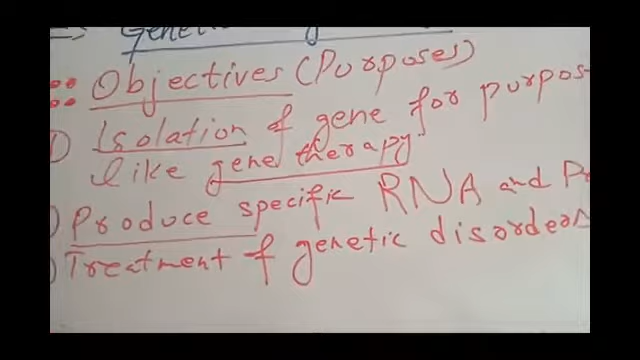 Objectives (Purposes)
1) Isolation of gene for purpos
like gene therapy
) Produce specific RNA and P
) Treatment of genetic disorders